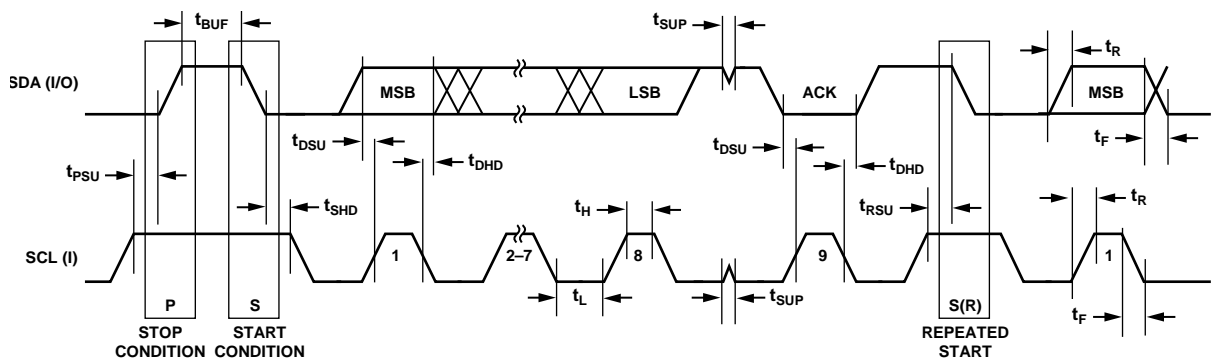 tBUF
tSUP
tR
SDA (I/O)
MSB
LSB
ACK
MSB
tDSU
tDHD
tDSU
tDHD
tF
tPSU
tSHD
tH
tRSU
tR
SCL (I)
1
2–7
8
9
1
tL
tSUP
tF
P
S
S(R)
STOP
CONDITION
START
CONDITION
REPEATED
START